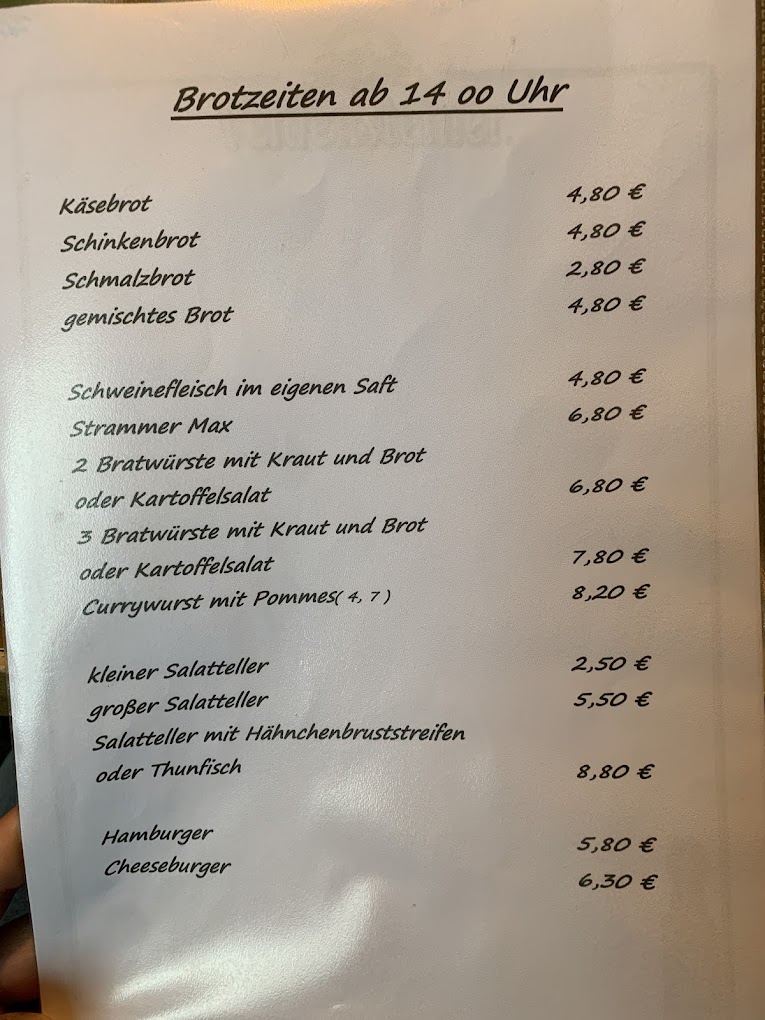 Brotzeiten ab 14 oo Uhr
Käsebrot 4,80 €
Schinkenbrot 4,80 €
Schmalzbrot 2,80 €
gemischtes Brot 4,80 €
Schweinefleisch im eigenen Saft 4,80 €
Strammer Max 6,80 €
2 Bratwürste mit Kraut und Brot
oder Kartoffelsalat 6,80 €
3 Bratwürste mit Kraut und Brot
oder Kartoffelsalat 7,80 €
Currywurst mit Pommes( 4, 7 ) 8,20 €
kleiner Salatteller 2,50 €
großer Salatteller 5,50 €
Salatteller mit Hähnchenbruststreifen
oder Thunfisch 8,80 €
Hamburger 5,80 €
Cheeseburger 6,30 €